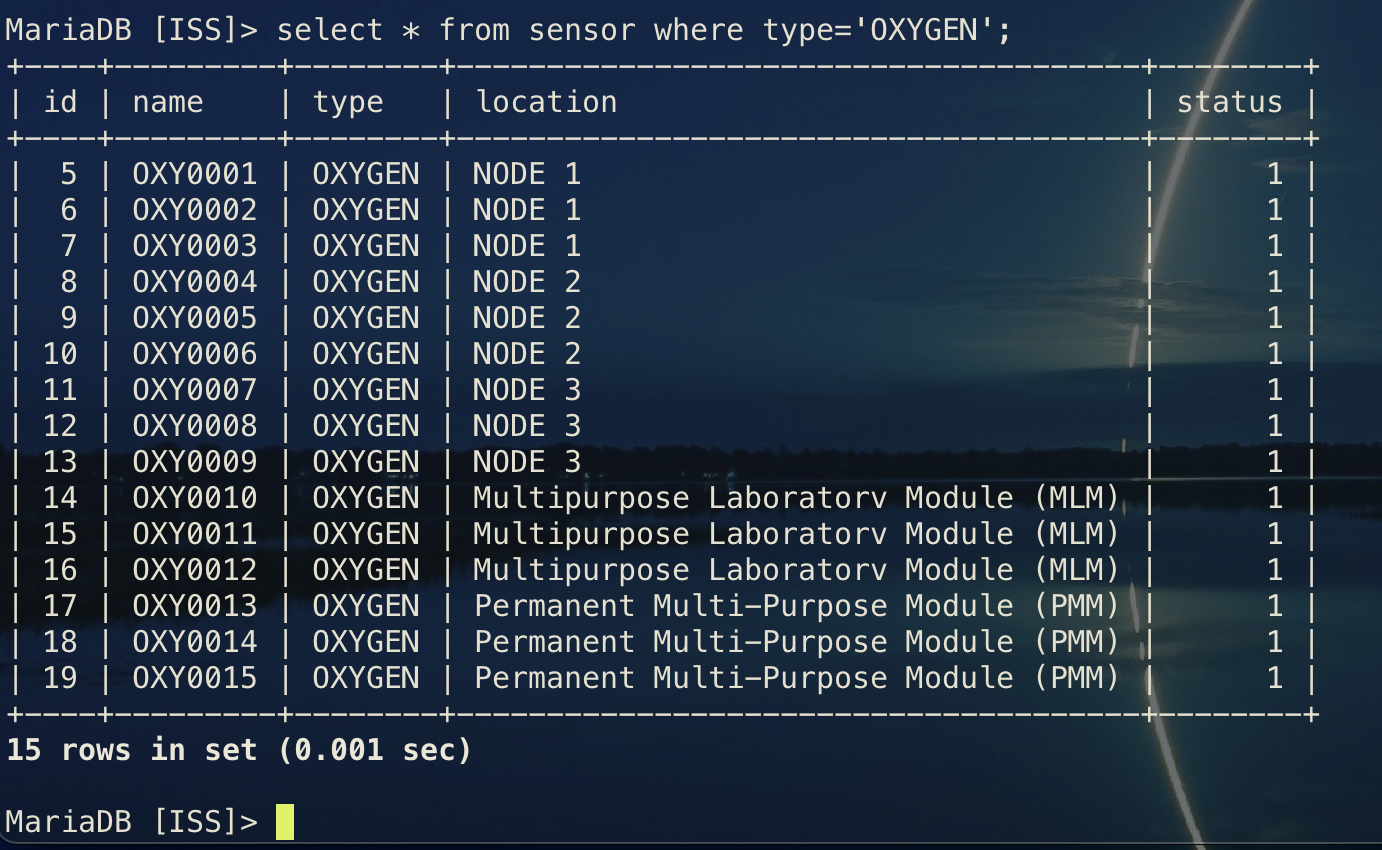 MariaDB [ISS]> select * from sensor where type='OXYGEN';
+----+---------+--------+--------------------------------------+--------+
| id | name    | type   | location                             | status |
+----+---------+--------+--------------------------------------+--------+
|  5 | OXY0001 | OXYGEN | NODE 1                               |      1 |
|  6 | OXY0002 | OXYGEN | NODE 1                               |      1 |
|  7 | OXY0003 | OXYGEN | NODE 1                               |      1 |
|  8 | OXY0004 | OXYGEN | NODE 2                               |      1 |
|  9 | OXY0005 | OXYGEN | NODE 2                               |      1 |
| 10 | OXY0006 | OXYGEN | NODE 2                               |      1 |
| 11 | OXY0007 | OXYGEN | NODE 3                               |      1 |
| 12 | OXY0008 | OXYGEN | NODE 3                               |      1 |
| 13 | OXY0009 | OXYGEN | NODE 3                               |      1 |
| 14 | OXY0010 | OXYGEN | Multipurpose Laboratorv Module (MLM) |      1 |
| 15 | OXY0011 | OXYGEN | Multipurpose Laboratorv Module (MLM) |      1 |
| 16 | OXY0012 | OXYGEN | Multipurpose Laboratorv Module (MLM) |      1 |
| 17 | OXY0013 | OXYGEN | Permanent Multi-Purpose Module (PMM) |      1 |
| 18 | OXY0014 | OXYGEN | Permanent Multi-Purpose Module (PMM) |      1 |
| 19 | OXY0015 | OXYGEN | Permanent Multi-Purpose Module (PMM) |      1 |
+----+---------+--------+--------------------------------------+--------+
15 rows in set (0.001 sec)
MariaDB [ISS]>